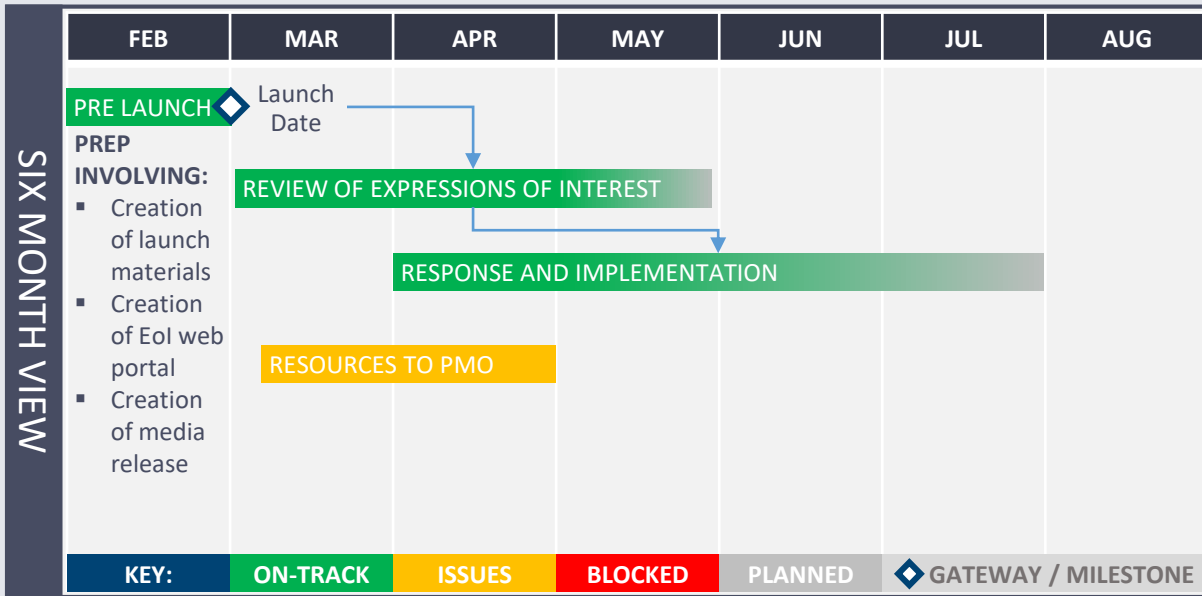 SIX MONTH VIEW
FEB MAR APR MAY JUN JUL AUG
PRE LAUNCH
Launch
Date
PREP
INVOLVING:
▪ Creation
of launch
materials
▪ Creation
of EoI web
portal
▪ Creation
of media
release
REVIEW OF EXPRESSIONS OF INTEREST
RESPONSE AND IMPLEMENTATION
RESOURCES TO PMO
KEY: ON-TRACK ISSUES BLOCKED PLANNED GATEWAY / MILESTONE